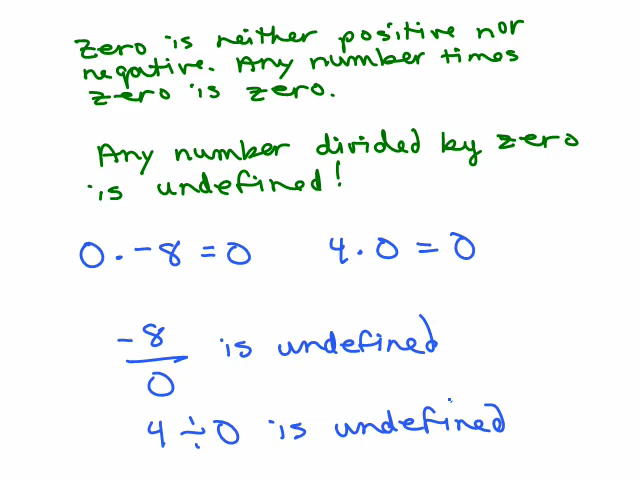 Zero is neither positive nor
negative. Any number times
zero is zero.
Any number divided by zero
is undefined!
0 · -8 = 0 4 · 0 = 0
-8/0 is undefined
4 ÷ 0 is undefined